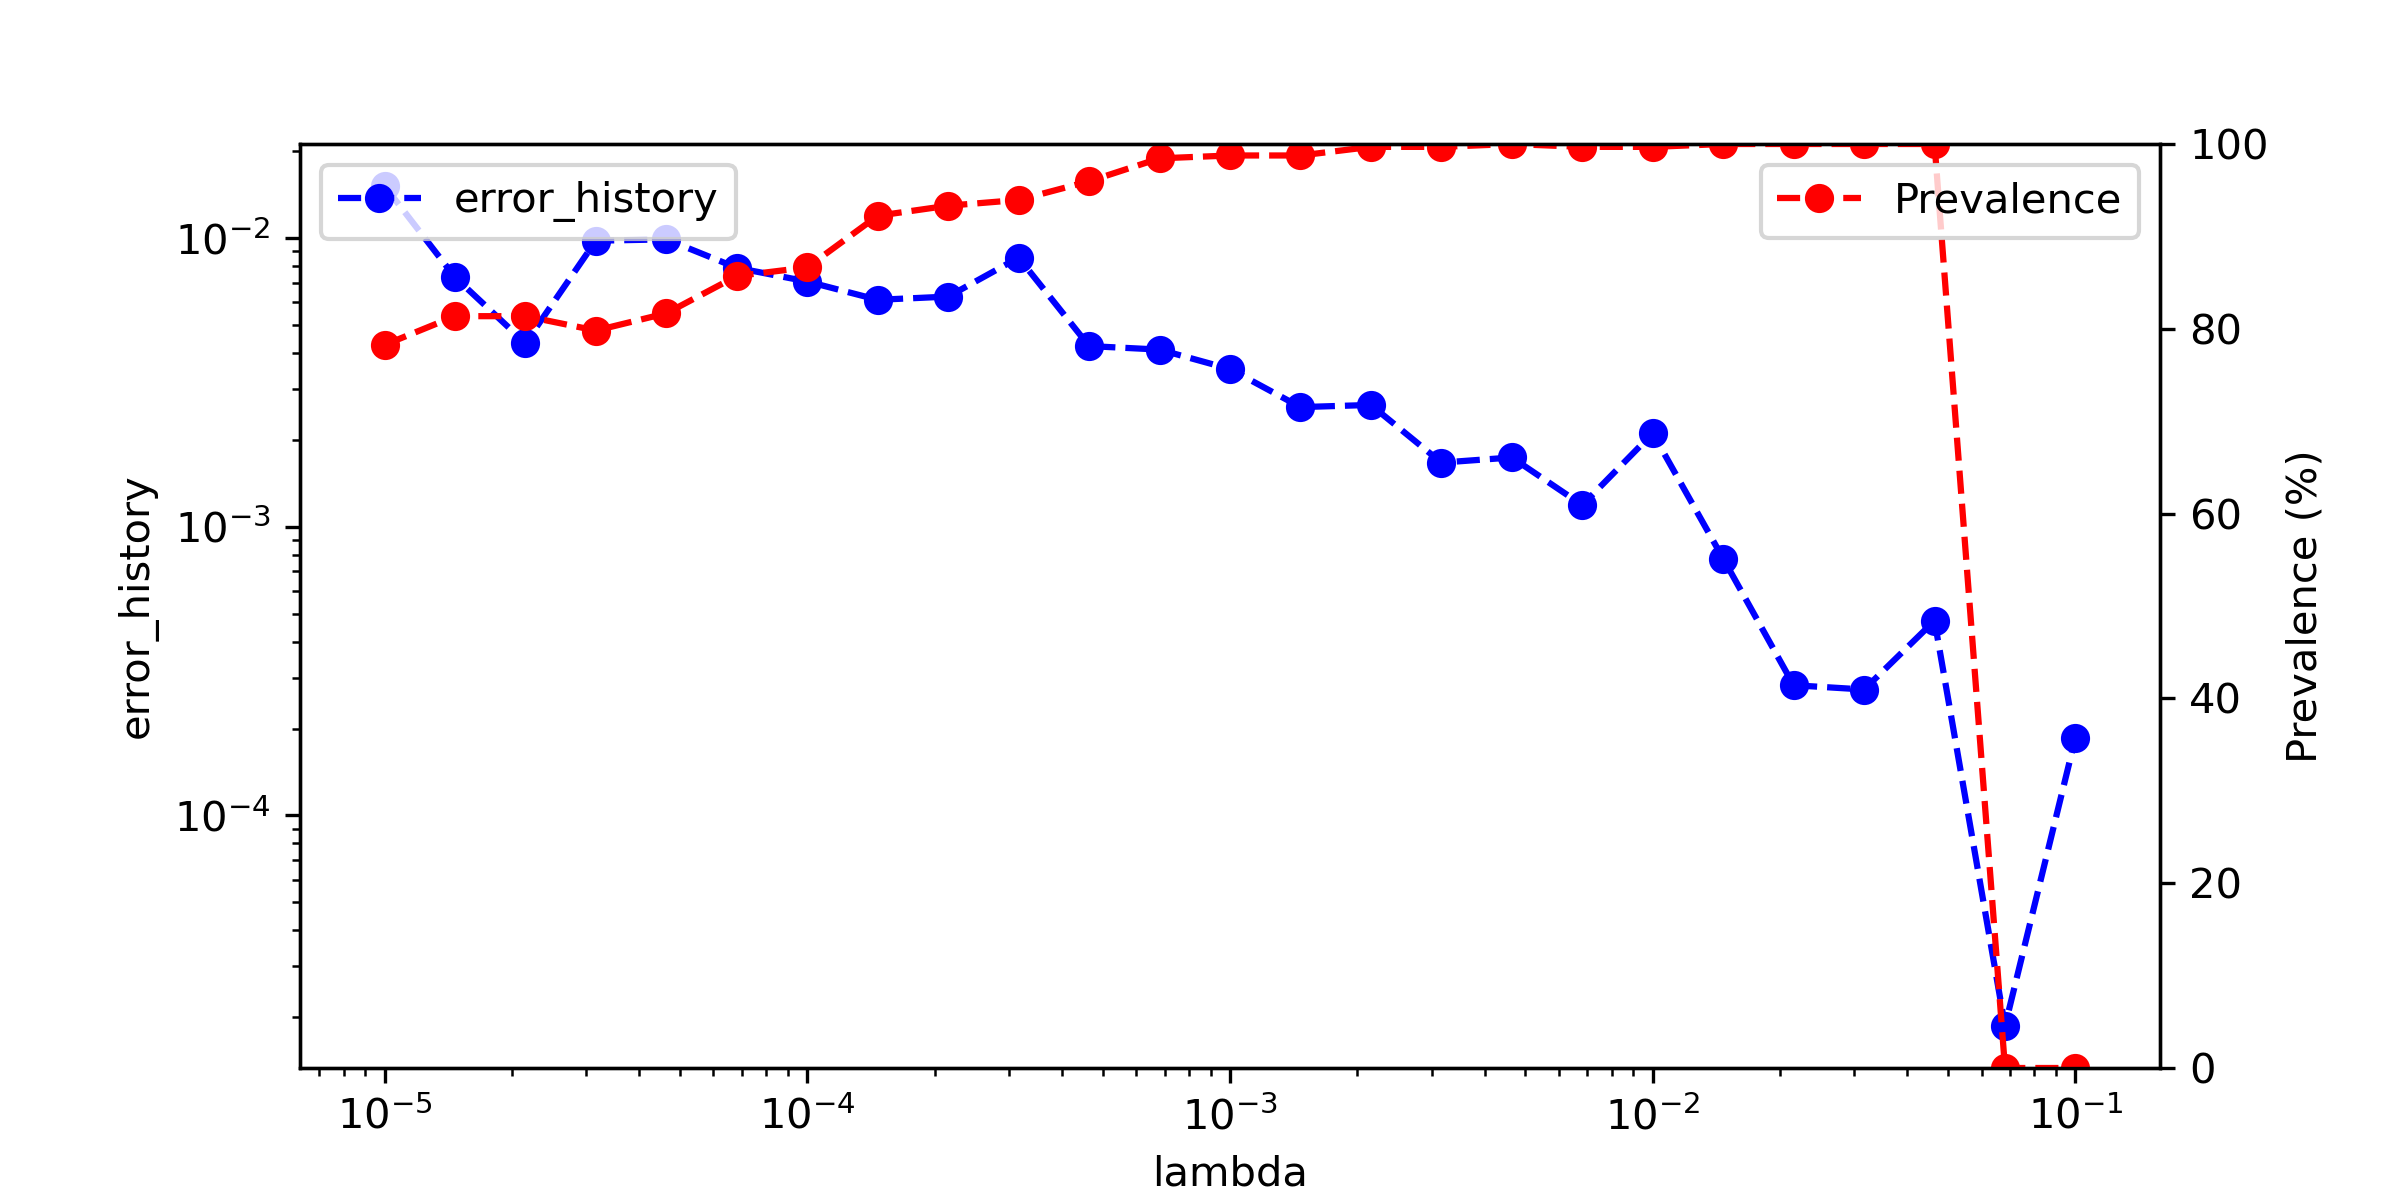 error_history
Prevalence
10⁻²
10⁻³
10⁻⁴
error_history
100
80
60
40
20
0
Prevalence (%)
10⁻⁵
10⁻⁴
10⁻³
10⁻²
10⁻¹
lambda